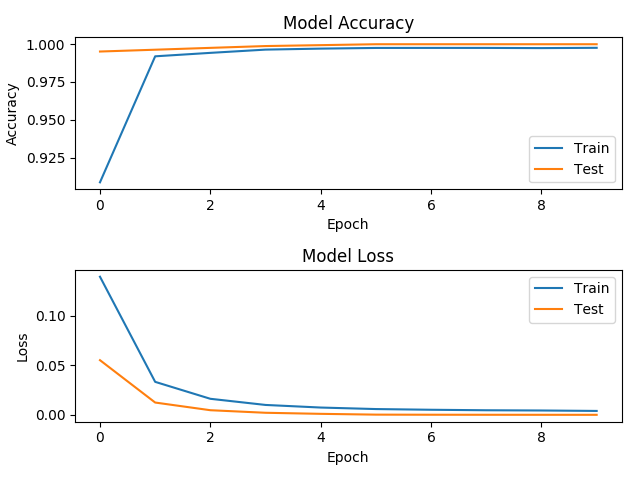 Model Accuracy
1.000
0.975
0.950
0.925
Accuracy
Train
Test
0 2 4 6 8
Epoch
Model Loss
0.10
0.05
0.00
Loss
Train
Test
0 2 4 6 8
Epoch